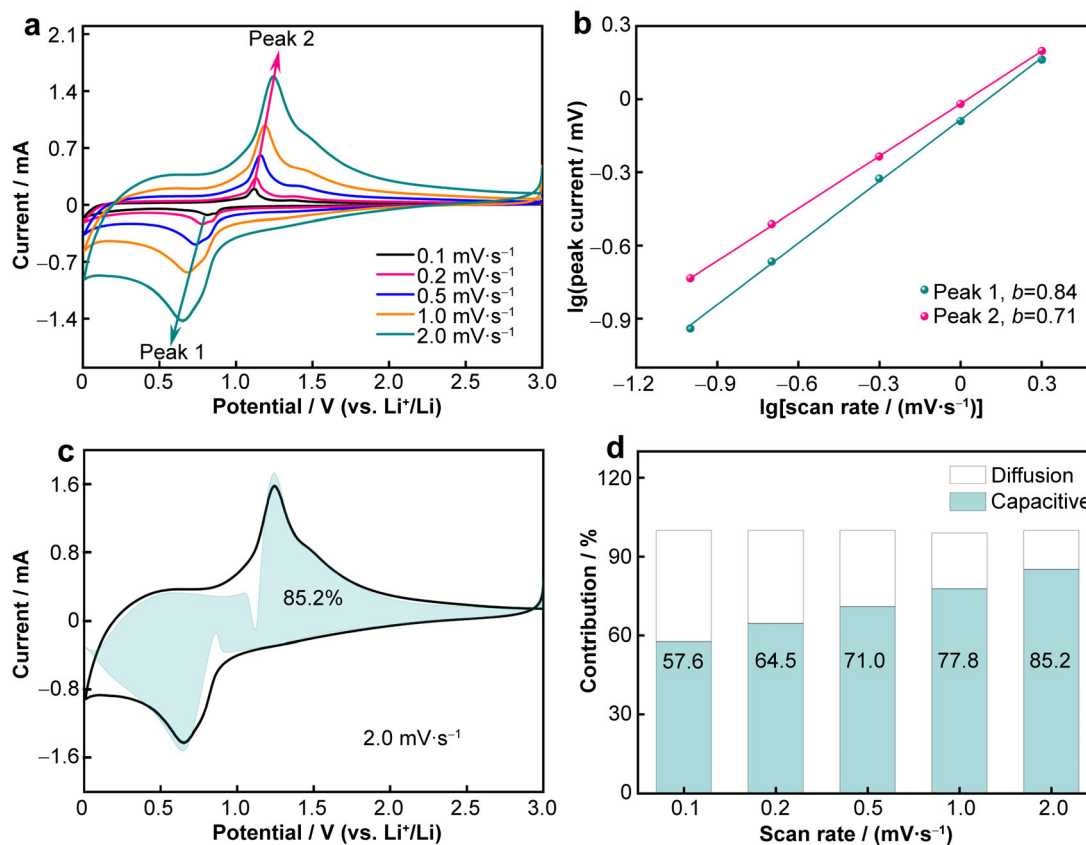 a
2.1
1.4
0.7
0
−0.7
−1.4
Current / mA
Peak 2
Peak 1
0.1 mV·s⁻¹
0.2 mV·s⁻¹
0.5 mV·s⁻¹
1.0 mV·s⁻¹
2.0 mV·s⁻¹
0 0.5 1.0 1.5 2.0 2.5 3.0
Potential / V (vs. Li⁺/Li)
b
0.3
0
−0.3
−0.6
−0.9
lg(peak current / mV)
Peak 1, b=0.84
Peak 2, b=0.71
−1.2 −0.9 −0.6 −0.3 0 0.3
lg[scan rate / (mV·s⁻¹)]
c
1.6
0.8
0
−0.8
−1.6
Current / mA
85.2%
2.0 mV·s⁻¹
0 0.5 1.0 1.5 2.0 2.5 3.0
Potential / V (vs. Li⁺/Li)
d
120
90
60
30
0
Contribution / %
Diffusion
Capacitive
57.6 64.5 71.0 77.8 85.2
0.1 0.2 0.5 1.0 2.0
Scan rate / (mV·s⁻¹)